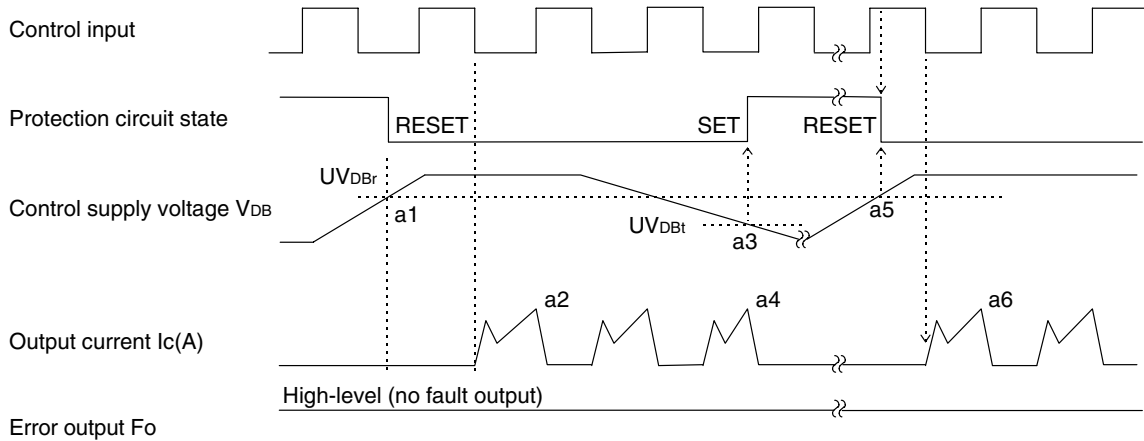 Control input
Protection circuit state
RESET
SET
RESET
UVDBr
Control supply voltage VDB
a1
UVDBt
a3
a5
a2
a4
a6
Output current Ic(A)
High-level (no fault output)
Error output Fo